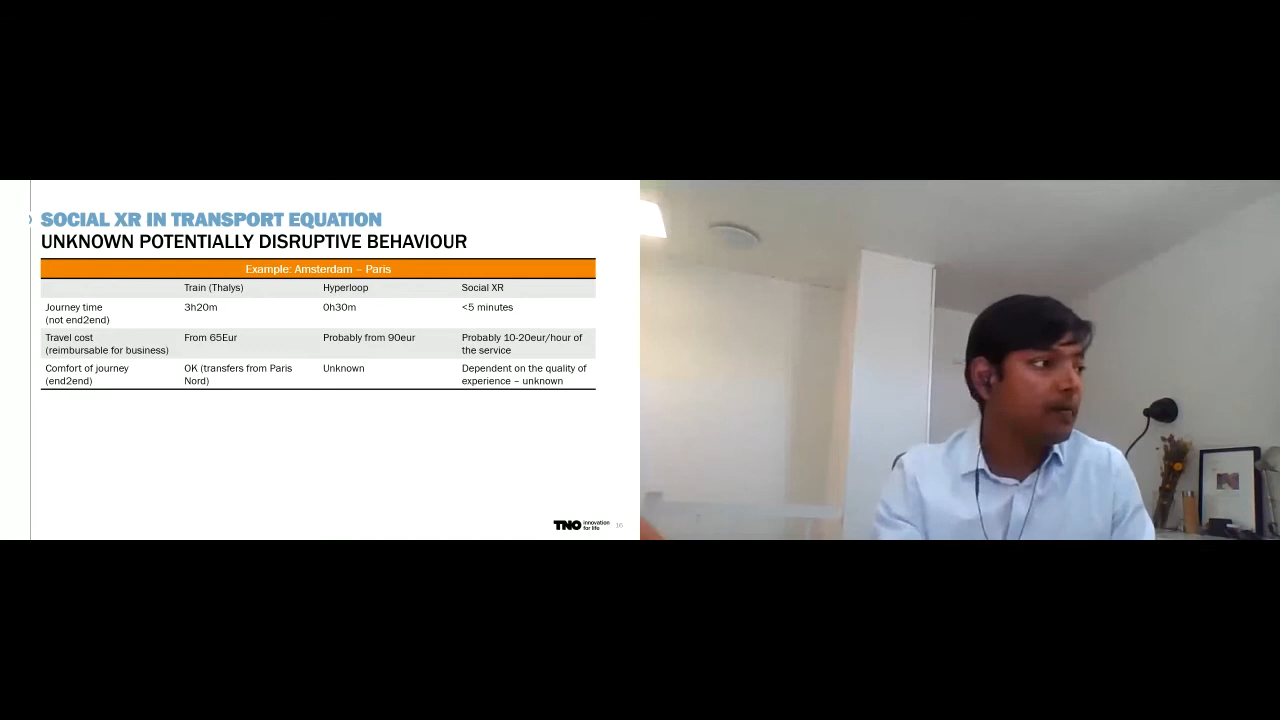 SOCIAL XR IN TRANSPORT EQUATION
UNKNOWN POTENTIALLY DISRUPTIVE BEHAVIOUR
Example: Amsterdam – Paris
Train (Thalys) Hyperloop Social XR
Journey time
(not end2end) 3h20m 0h30m <5 minutes
Travel cost
(reimbursable for business) From 65Eur Probably from 90eur Probably 10-20eur/hour of
the service
Comfort of journey
(end2end) OK (transfers from Paris
Nord) Unknown Dependent on the quality of
experience – unknown
TNO innovation
for life 16